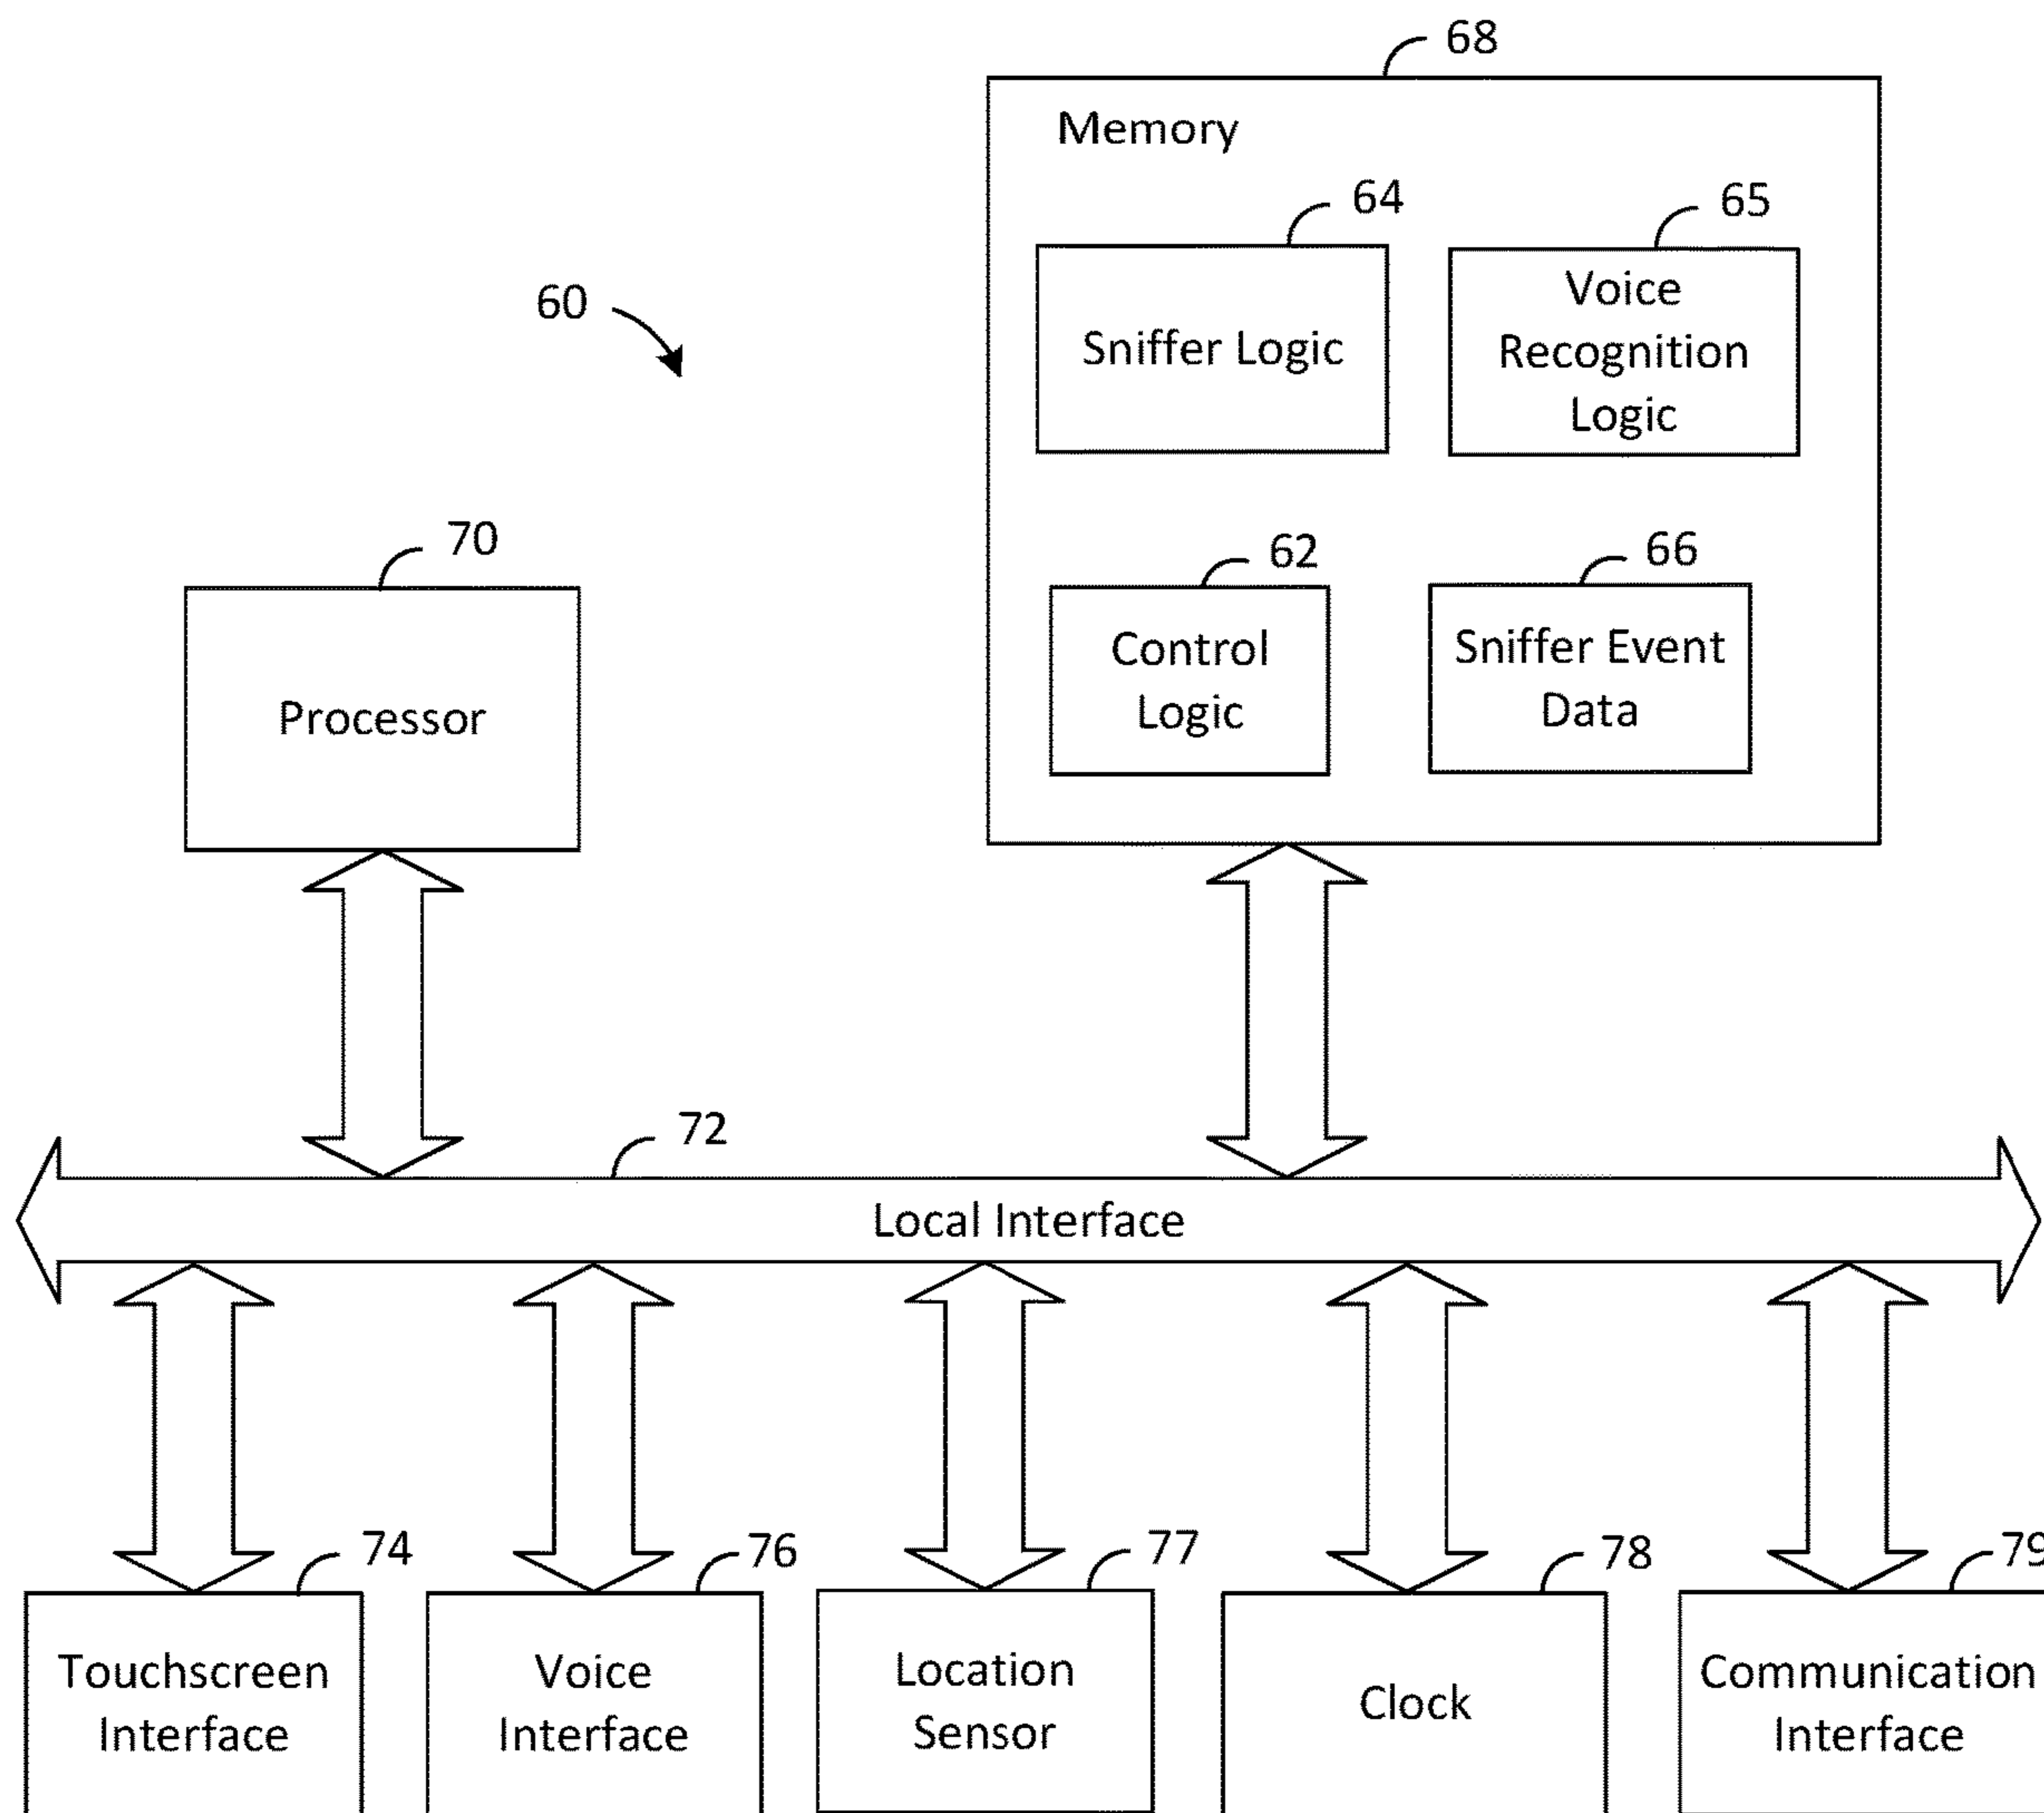 68
Memory
64
65
Sniffer Logic
Voice
Recognition
Logic
60
70
62
66
Processor
Control
Logic
Sniffer Event
Data
72
Local Interface
74
76
77
78
79
Touchscreen
Interface
Voice
Interface
Location
Sensor
Clock
Communication
Interface